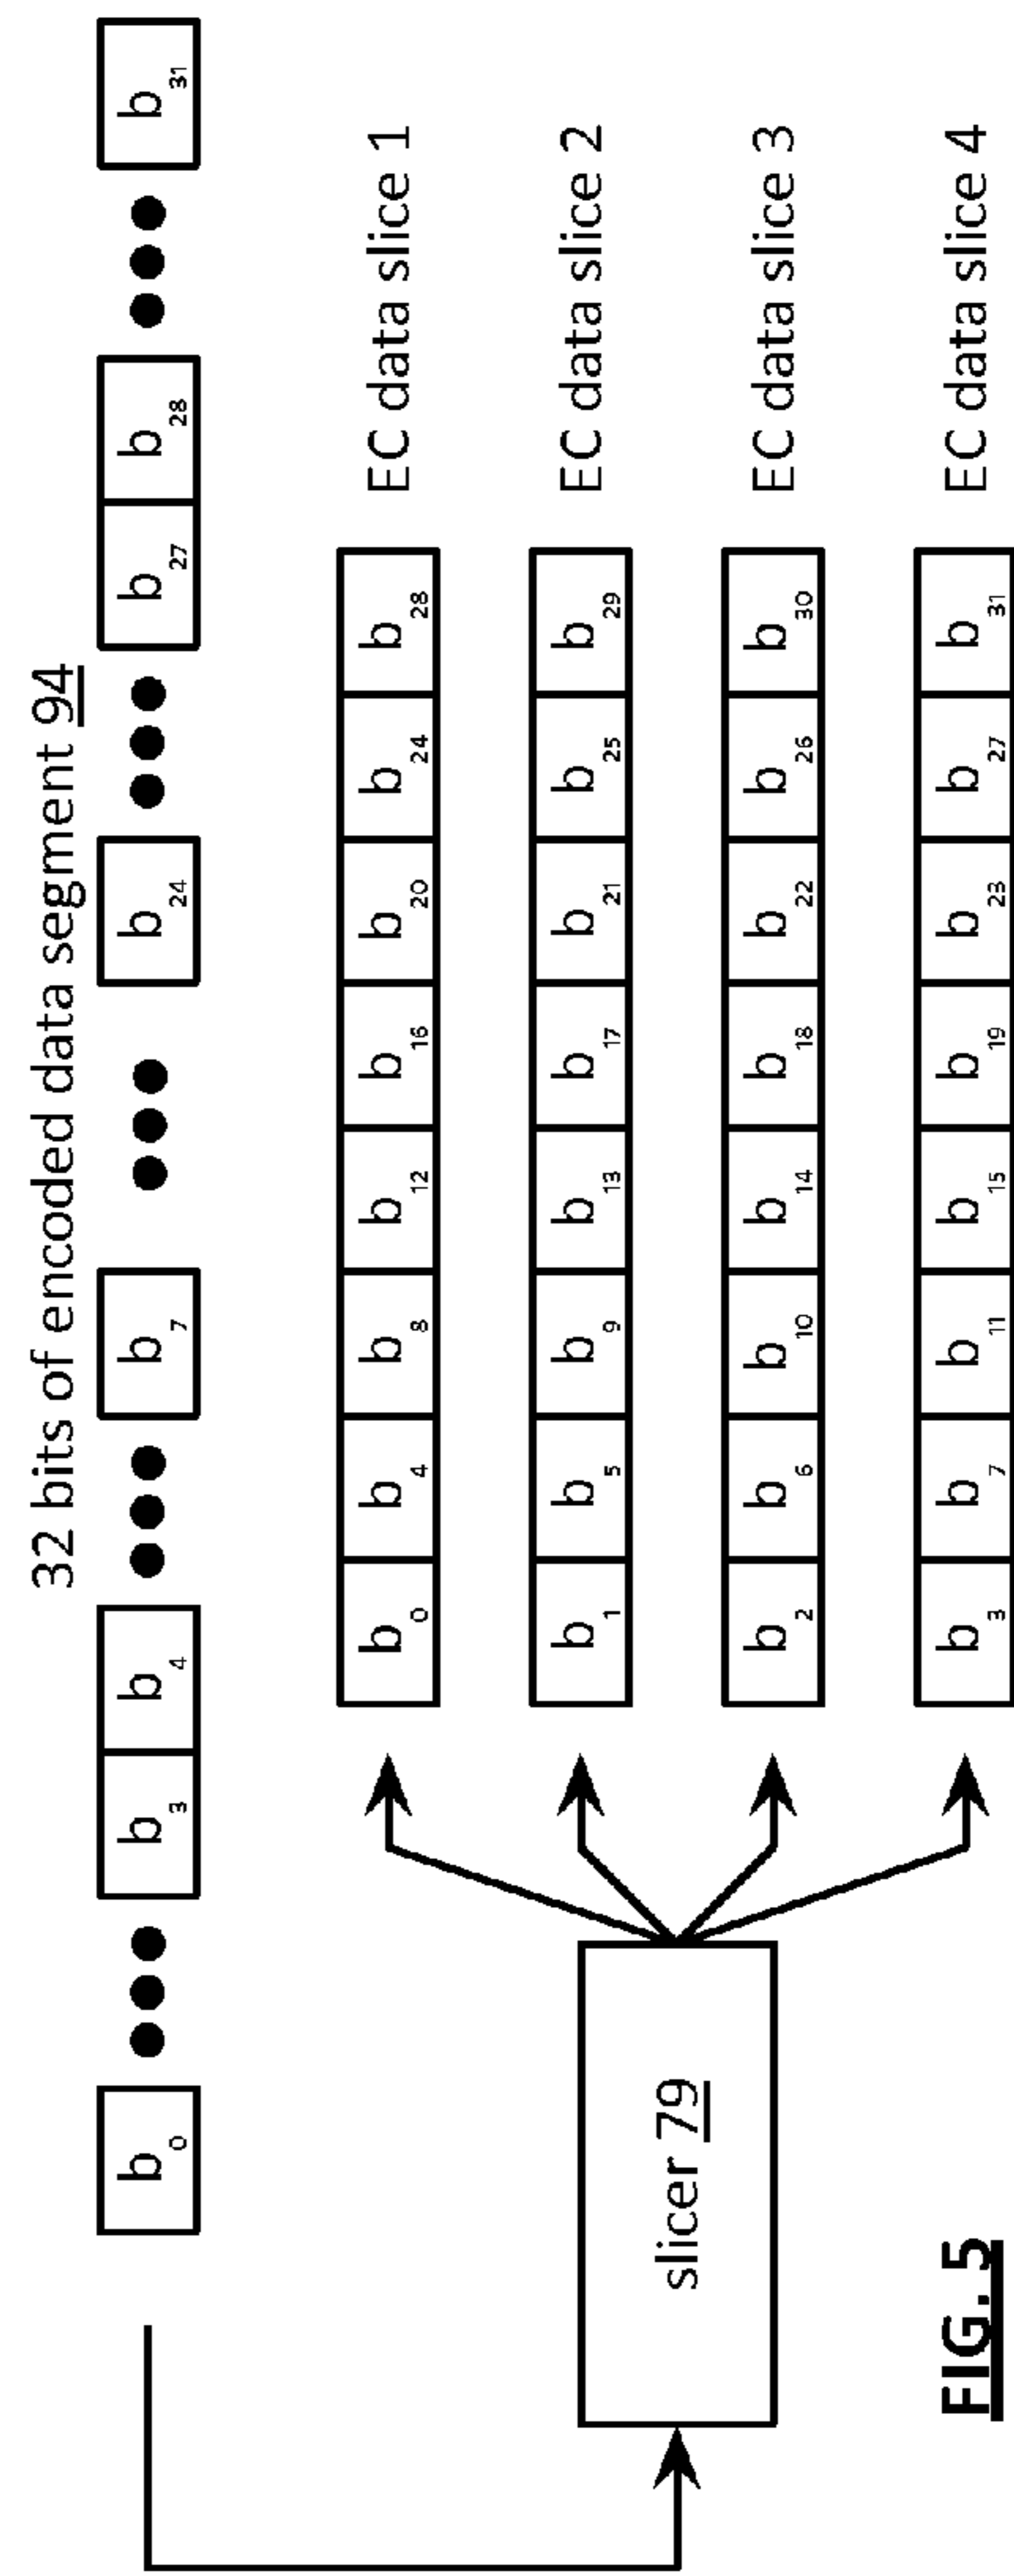 32 bits of encoded data segment 94
b0 ●●● b3 b4 ●●● b7 ●●● b24 ●●● b27 b28 ●●● b31
b0 b4 b8 b12 b16 b20 b24 b28 EC data slice 1
b1 b5 b9 b13 b17 b21 b25 b29 EC data slice 2
slicer 79
b2 b6 b10 b14 b18 b22 b26 b30 EC data slice 3
b3 b7 b11 b15 b19 b23 b27 b31 EC data slice 4
FIG. 5